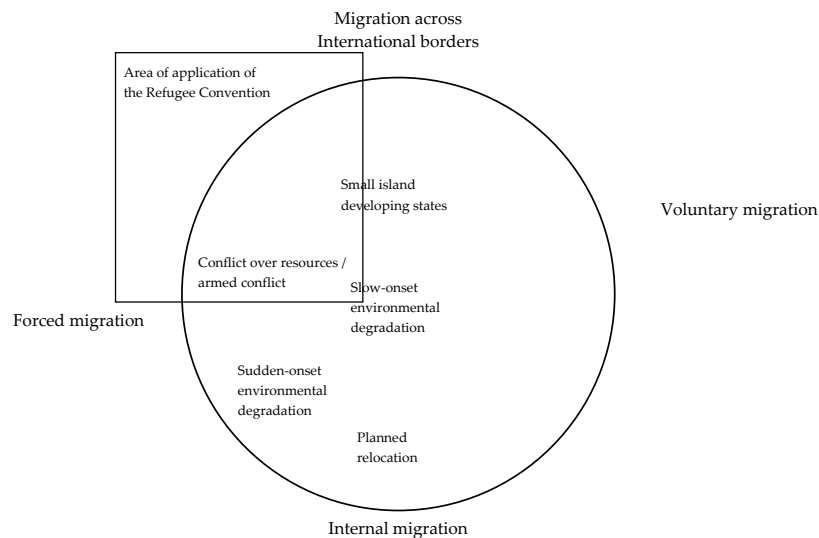 Migration across
International borders
Area of application of
the Refugee Convention
Small island
developing states
Voluntary migration
Conflict over resources /
armed conflict
Slow-onset
environmental
degradation
Forced migration
Sudden-onset
environmental
degradation
Planned
relocation
Internal migration